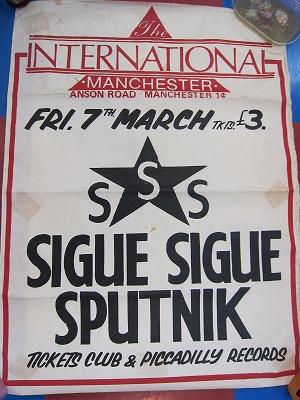 The
INTERNATIONAL
·MANCHESTER·
ANSON ROAD · MANCHESTER 14
FRI. 7TH MARCH TKTS. £3.
S S S
SIGUE SIGUE
SPUTNIK
TICKETS CLUB & PICCADILLY RECORDS